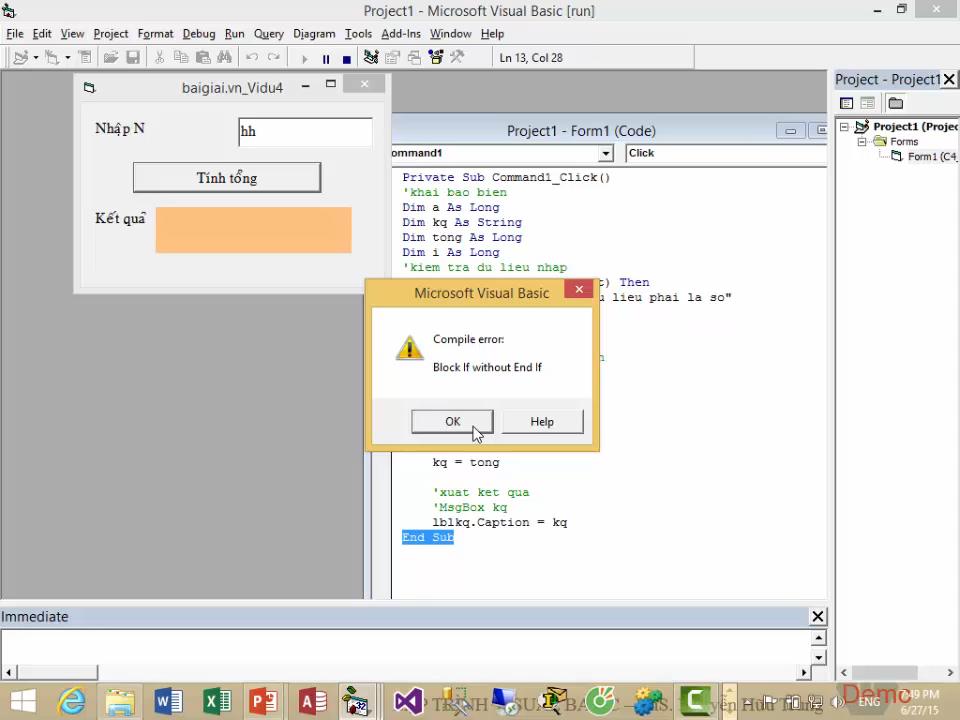 Project1 - Microsoft Visual Basic [run]
File Edit View Project Format Debug Run Query Diagram Tools Add-Ins Window Help
Ln 13, Col 28
baigiai.vn_Vidu4
Nhập N
hh
Tính tổng
Kết quả
Project1 - Form1 (Code)
ommand1
Click
Private Sub Command1_Click()
'khai bao bien
Dim a As Long
Dim kq As String
Dim tong As Long
Dim i As Long
'kiem tra du lieu nhap
t) Then
u lieu phai la so"
Microsoft Visual Basic
Compile error:
Block If without End If
OK
Help
kq = tong
'xuat ket qua
'MsgBox kq
lblkq.Caption = kq
End Sub
Project - Project1
Project1 (Projec
Forms
Form1 (C4_
Immediate
Demo
ENG
7:49 PM
6/27/15